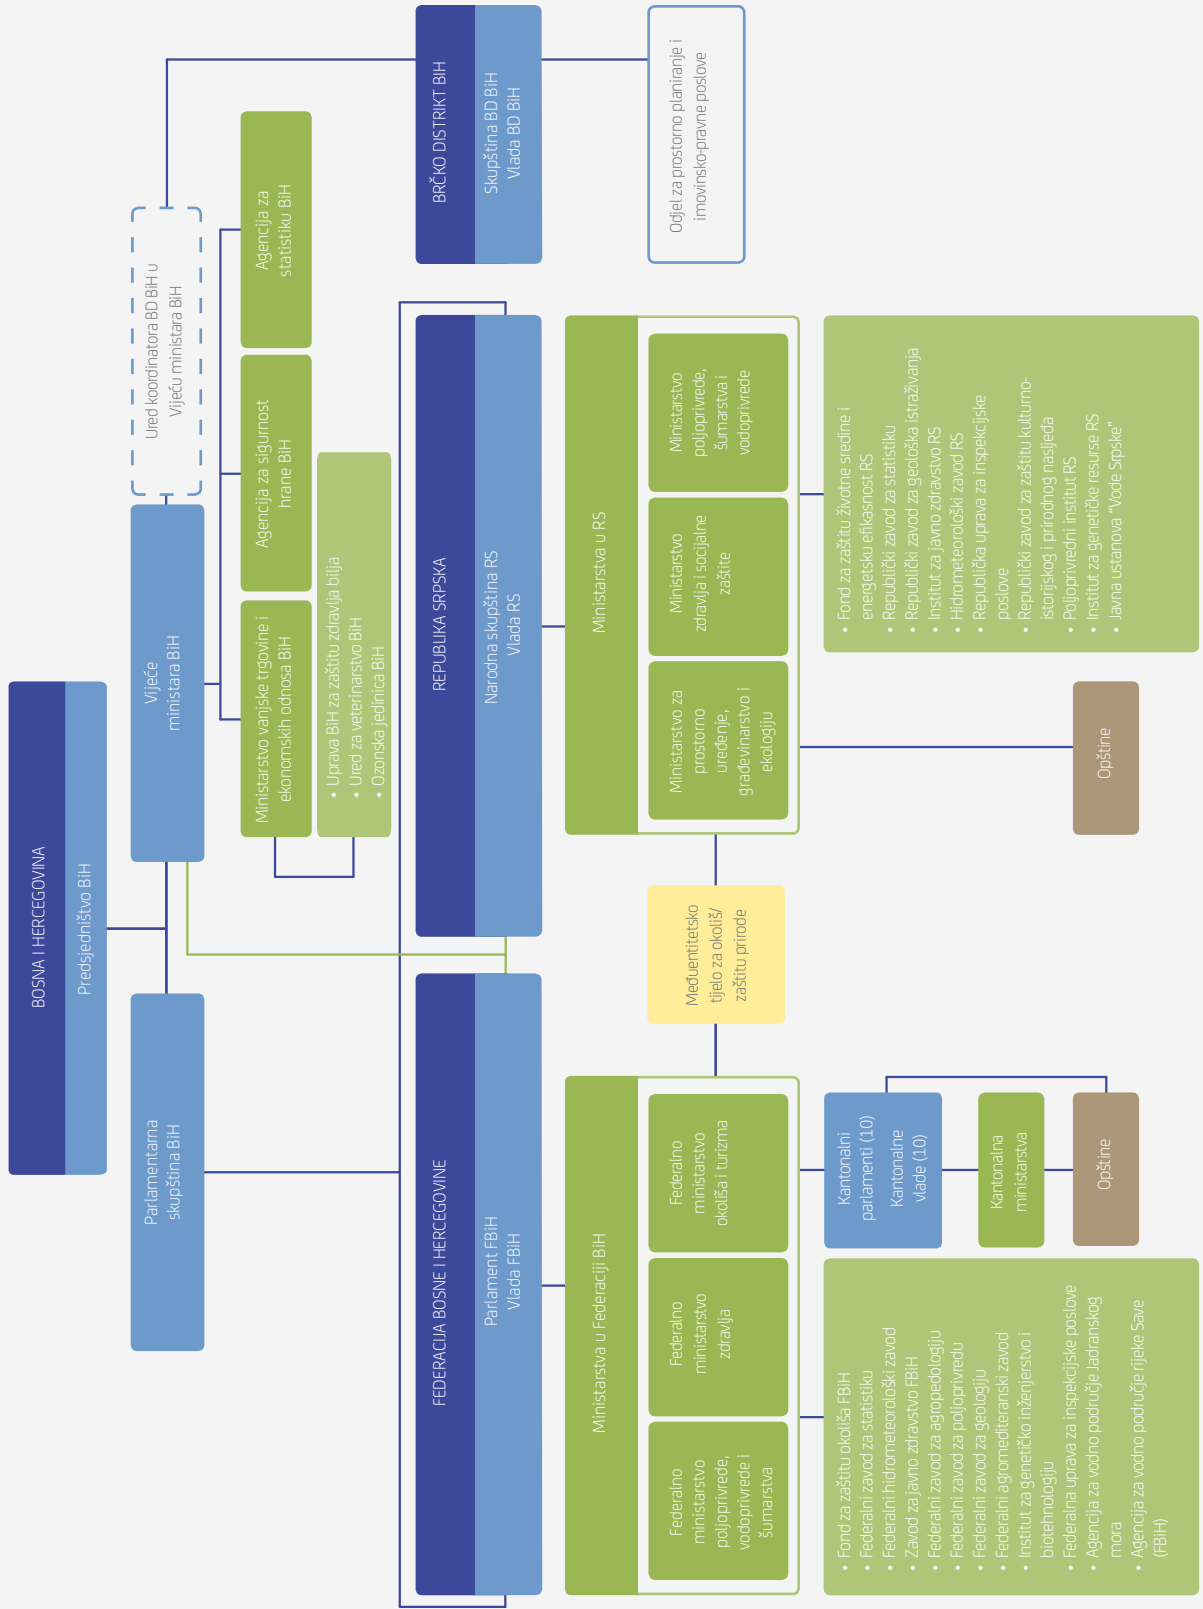 BOSNA I HERCEGOVINA
Predsjedništvo BiH
Parlamentarna
skupština BiH
Vijeće
ministara BiH
Ured koordinatora BD BiH u
Vijeću ministara BiH
Ministarstvo vanjske trgovine i
ekonomskih odnosa BiH
Agencija za sigurnost
hrane BiH
Agencija za
statistiku BiH
• Uprava BiH za zaštitu zdravlja bilja
• Ured za veterinarstvo BiH
• Ozonska jedinica BiH
FEDERACIJA BOSNE I HERCEGOVINE
Parlament FBiH
Vlada FBiH
REPUBLIKA SRPSKA
Narodna skupština RS
Vlada RS
BRČKO DISTRIKT BIH
Skupština BD BiH
Vlada BD BiH
Ministarstva u Federaciji BiH
Federalno
ministarstvo
poljoprivrede,
vodoprivrede i
šumarstva
Federalno
ministarstvo
zdravlja
Federalno
ministarstvo
okoliša i turizma
Međuentitetsko
tijelo za okoliš/
zaštitu prirode
Ministarstva u RS
Ministarstvo za
prostorno
uređenje,
građevinarstvo i
ekologiju
Ministarstvo
zdravlja i socijalne
zaštite
Ministarstvo
poljoprivrede,
šumarstva i
vodoprivrede
Odjel za prostorno planiranje i
imovinsko-pravne poslove
• Fond za zaštitu okoliša FBiH
• Federalni zavod za statistiku
• Federalni hidrometeorološki zavod
• Zavod za javno zdravstvo FBiH
• Federalni zavod za agropedologiju
• Federalni zavod za poljoprivredu
• Federalni zavod za geologiju
• Federalni agromediteranski zavod
• Institut za genetičko inženjerstvo i
biotehnologiju
• Federalna uprava za inspekcijske poslove
• Agencija za vodno područje Jadranskog
mora
• Agencija za vodno područje rijeke Save
(FBiH)
Kantonalni
parlamenti (10)
Kantonalne
vlade (10)
Kantonalna
ministarstva
Opštine
Opštine
• Fond za zaštitu životne sredine i
energetsku efikasnost RS
• Republički zavod za statistiku
• Republički zavod za geološka istraživanja
• Institut za javno zdravstvo RS
• Hidrometeorološki zavod RS
• Republička uprava za inspekcijske
poslove
• Republički zavod za zaštitu kulturno-
istorijskog i prirodnog nasljeđa
• Poljoprivredni institut RS
• Institut za genetičke resurse RS
• Javna ustanova “Vode Srpske”